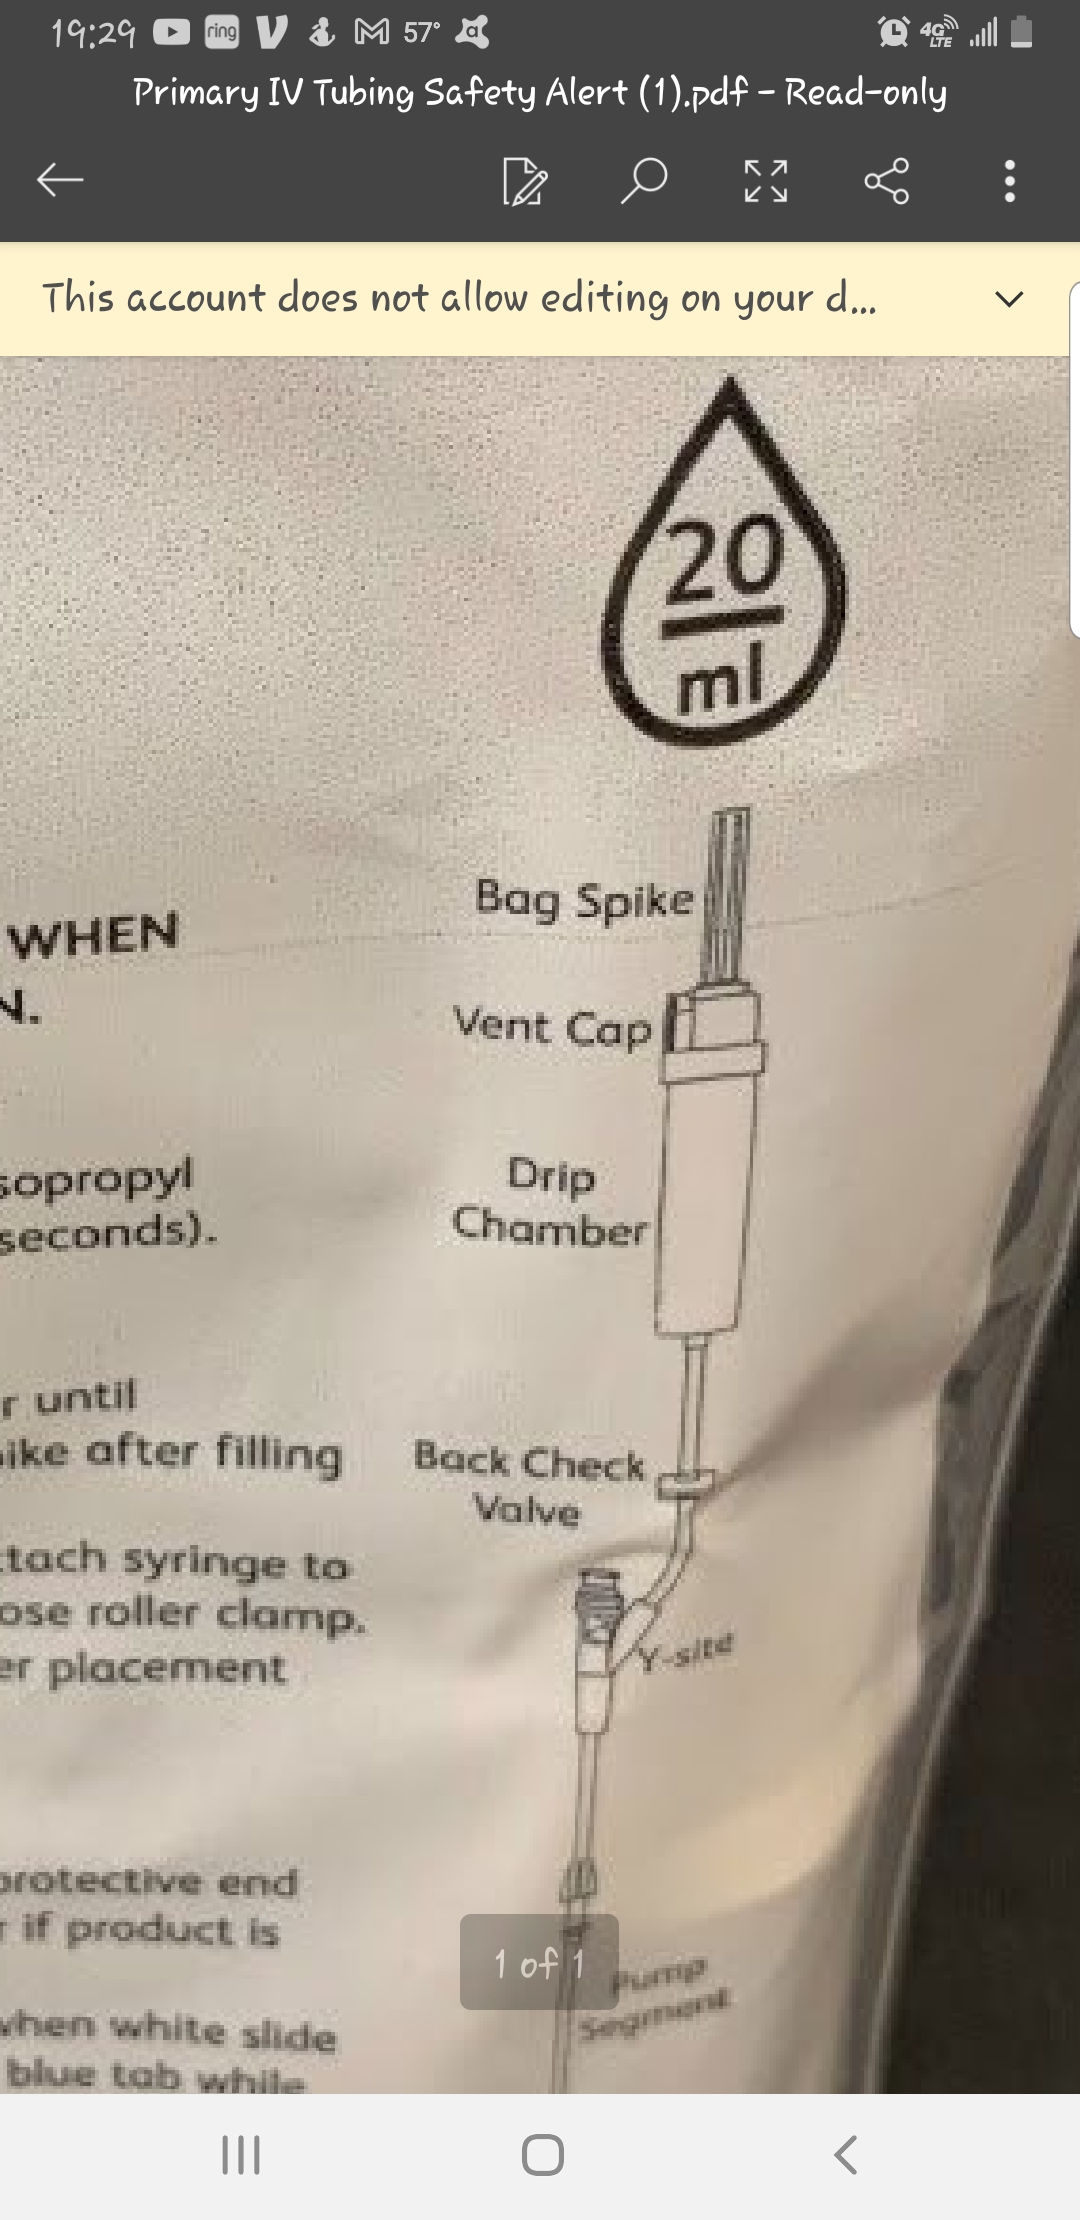 19:29 ring 57° 4G LTE
Primary IV Tubing Safety Alert (1).pdf - Read-only
This account does not allow editing on your d...
20
ml
Bag Spike
WHEN
N.
Vent Cap
sopropyl
seconds).
Drip
Chamber
r until
ike after filling
Back Check
Valve
tach syringe to
ose roller clamp.
er placement
Y-site
protective end
r if product is
1 of 1
Pump
Segment
when white slide
blue tab while